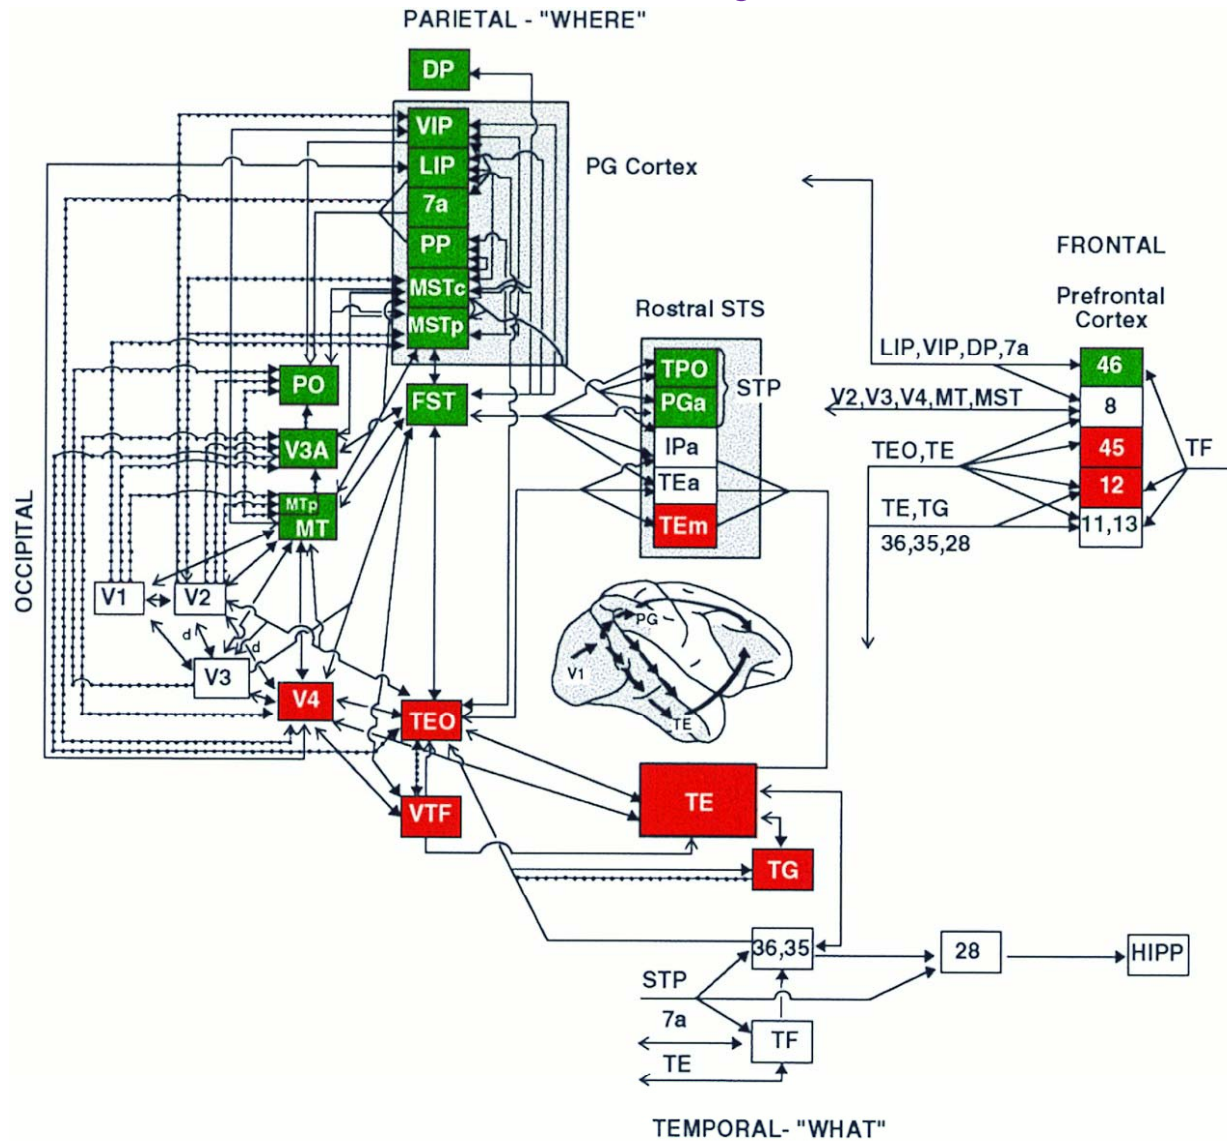 PARIETAL - "WHERE"
DP
VIP
LIP
7a
PP
MSTc
MSTp
PG Cortex
FRONTAL
Prefrontal
Cortex
LIP,VIP,DP,7a
46
V2,V3,V4,MT,MST
8
TEO,TE
45
12
TF
TE,TG
11,13
36,35,28
Rostral STS
TPO
PGa
STP
IPa
TEa
TEm
PO
FST
V3A
MTp
MT
OCCIPITAL
V1
V2
d
d
V3
V4
TEO
VTF
PG
V1
TE
TE
TG
36,35
28
HIPP
STP
7a
TF
TE
TEMPORAL- "WHAT"